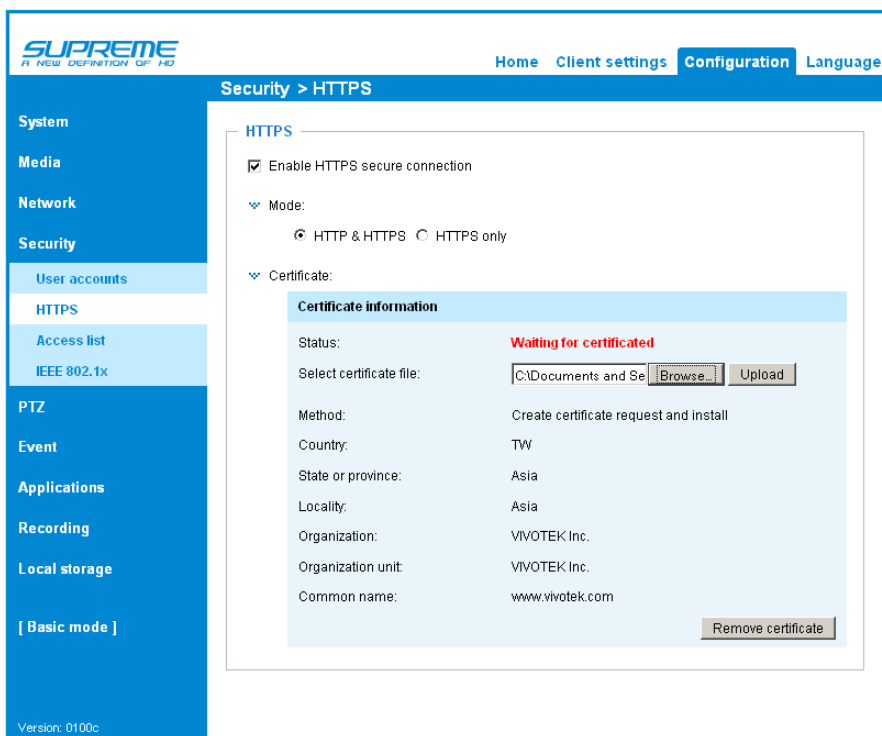 SUPREME
A NEW DEFINITION OF HD
Home Client settings Configuration Language
Security > HTTPS
System
Media
Network
Security
User accounts
HTTPS
Access list
IEEE 802.1x
PTZ
Event
Applications
Recording
Local storage
[ Basic mode ]
Version: 0100c
HTTPS
Enable HTTPS secure connection
Mode:
HTTP & HTTPS HTTPS only
Certificate:
Certificate information
Status: Waiting for certificated
Select certificate file: C:\Documents and Se Browse... Upload
Method: Create certificate request and install
Country: TW
State or province: Asia
Locality: Asia
Organization: VIVOTEK Inc.
Organization unit: VIVOTEK Inc.
Common name: www.vivotek.com
Remove certificate